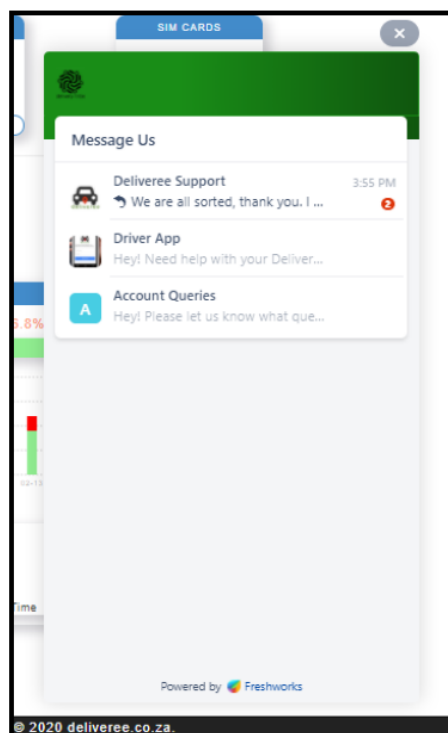 SIM CARDS
Message Us
Deliveree Support
3:55 PM
We are all sorted, thank you. I ...
2
Driver App
Hey! Need help with your Deliver...
A
Account Queries
Hey! Please let us know what que...
6.8%
02-13
Time
Powered by Freshworks
© 2020 deliveree.co.za.